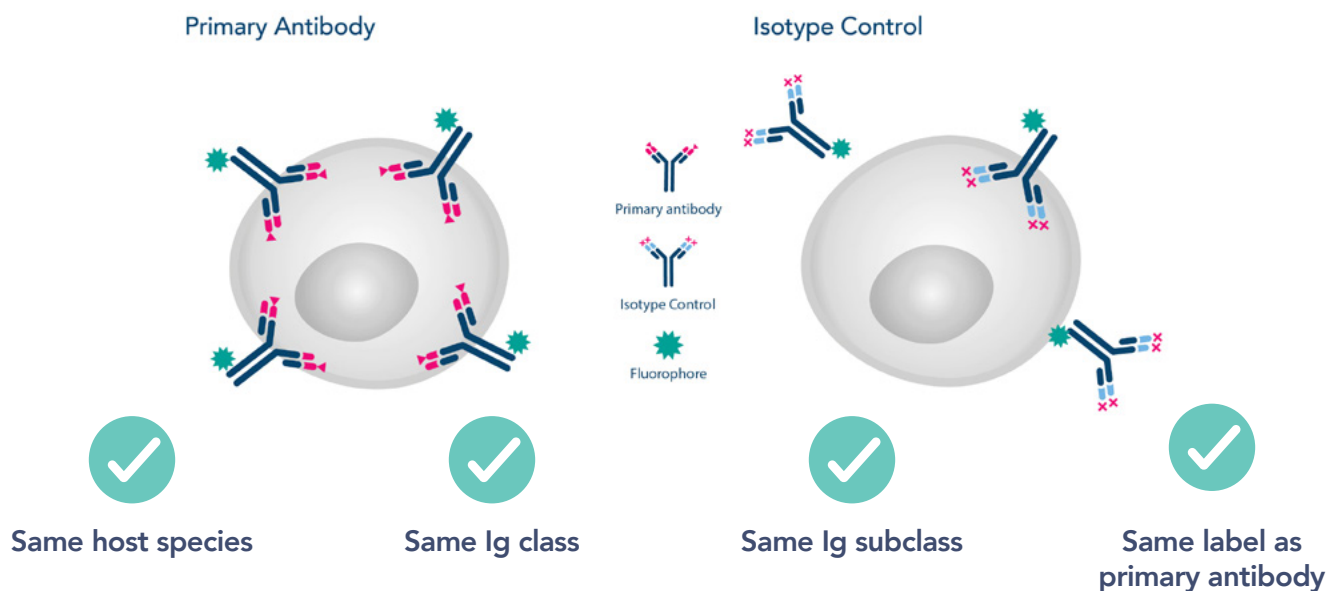 Primary Antibody
Isotype Control
Primary antibody
Isotype Control
Fluorophore
Same host species
Same Ig class
Same Ig subclass
Same label as
primary antibody